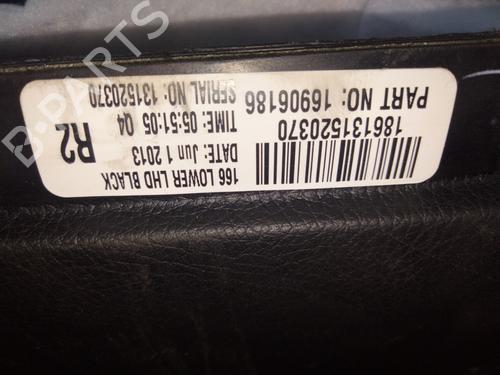 166 LOWER LHD BLACK
DATE: Jun 1 2013
TIME: 05:51:05 Q4
SERIAL NO: 131520370
R2
186131520370
PART NO: 16906186
B-PARTS